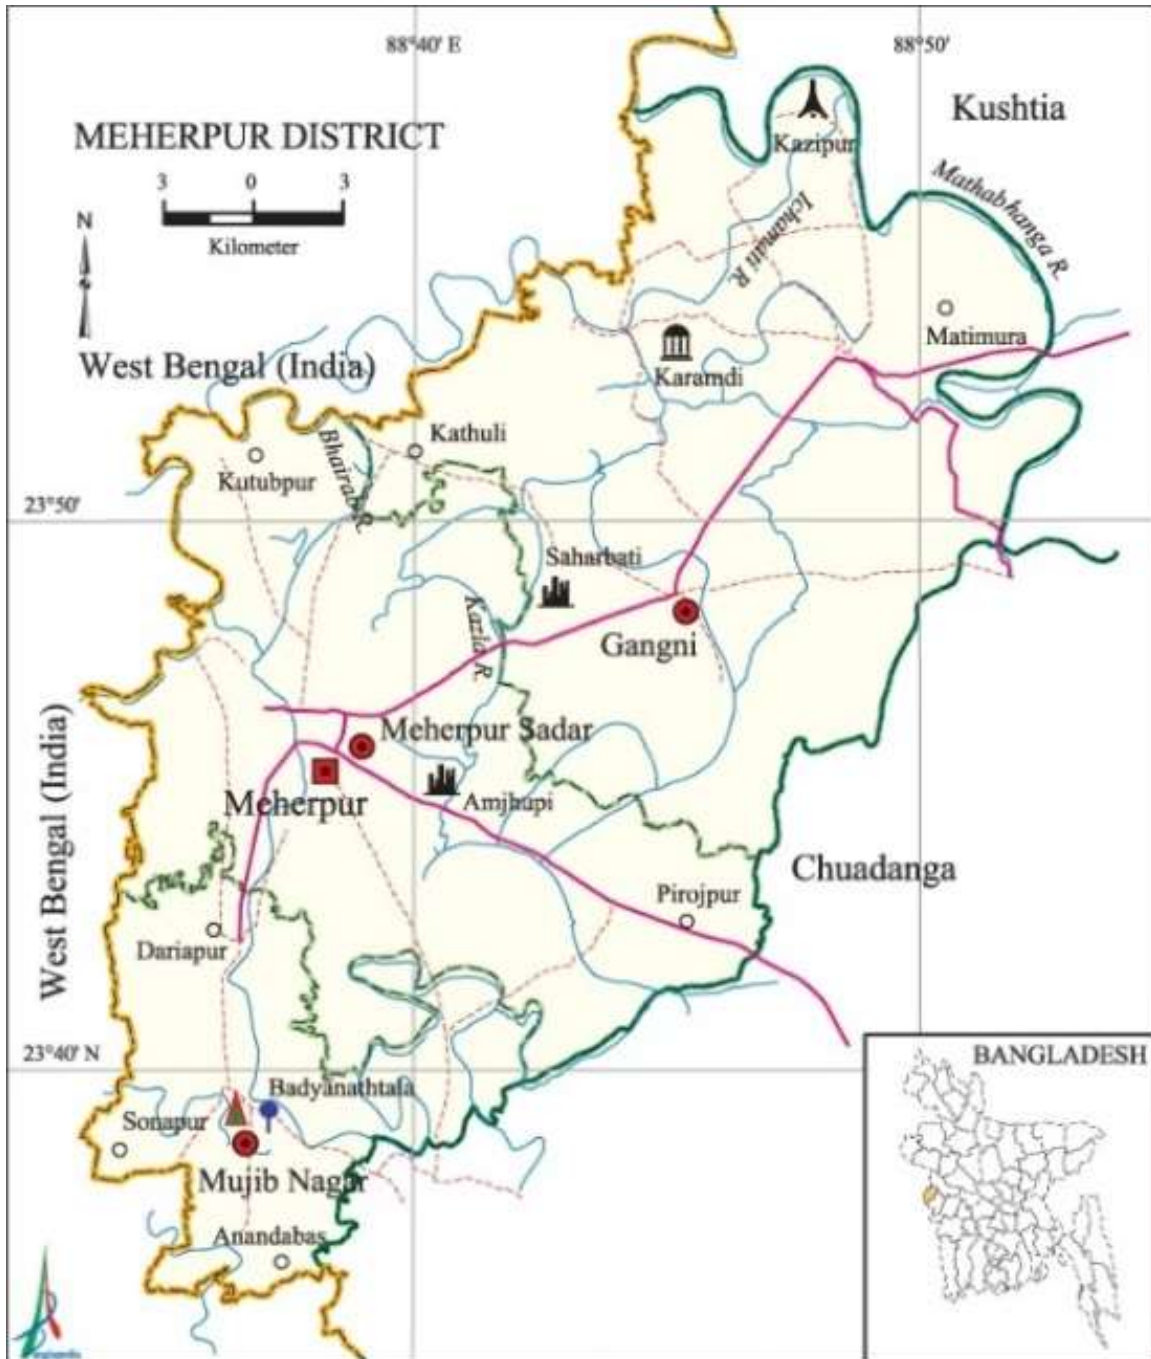 88°40' E
88°50'
MEHERPUR DISTRICT
3 0 3
Kilometer
N
Kushtia
Kazipur
Mathabhanga R.
Ichamati R.
Matimura
West Bengal (India)
Karamdi
Kathuli
Kutubpur
Bhairab R.
23°50'
Saharbati
Kazla R.
Gangni
Meherpur Sadar
Meherpur
Amjhupi
West Bengal (India)
Chuadanga
Pirojpur
Dariapur
23°40' N
BANGLADESH
Badyanathtala
Sonapur
Mujib Nagar
Anandabas